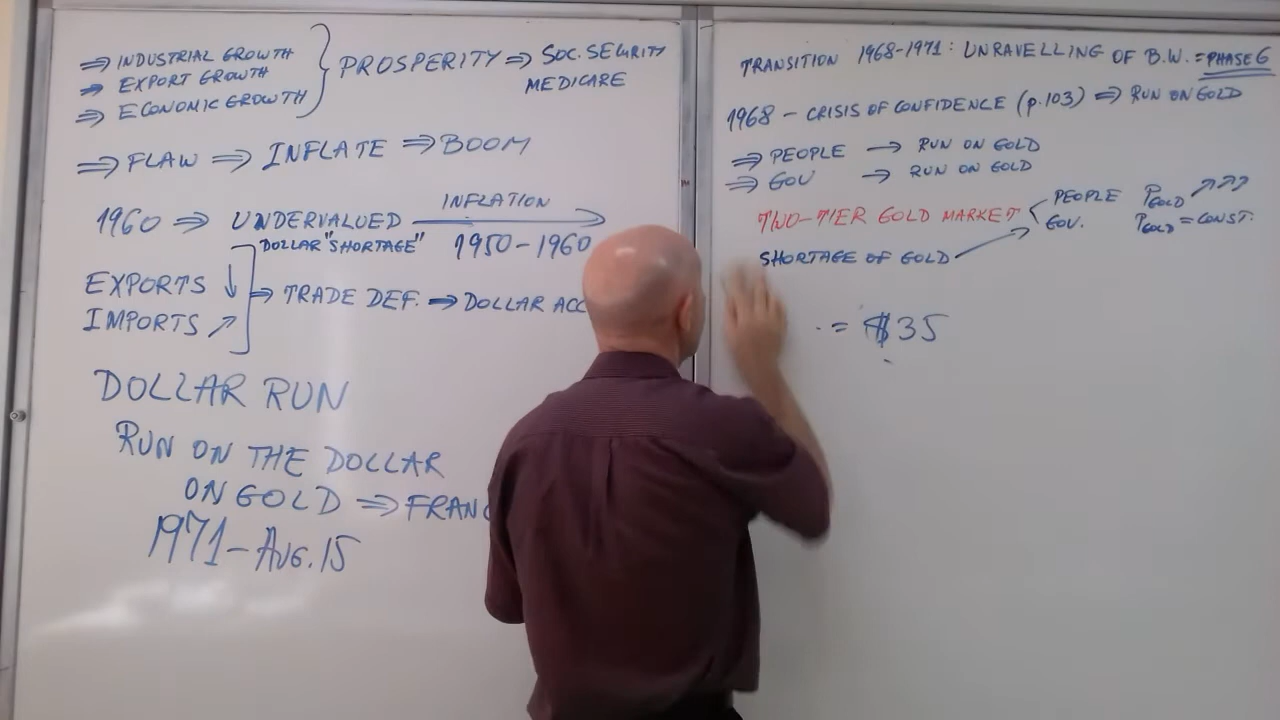 ⇒ INDUSTRIAL GROWTH
⇒ EXPORT GROWTH
⇒ ECONOMIC GROWTH
} PROSPERITY ⇒ SOC. SECURITY
MEDICARE
⇒ FLAW ⇒ INFLATE ⇒ BOOM
1960 ⇒ UNDERVALUED
INFLATION
1950-1960
DOLLAR "SHORTAGE"
EXPORTS ↓
IMPORTS ↗
⇒ TRADE DEF. ⇒ DOLLAR ACC
DOLLAR RUN
RUN ON THE DOLLAR
ON GOLD ⇒ FRANC
1971-AUG.15
TRANSITION 1968-1971: UNRAVELLING OF B.W. = PHASE 6
1968 - CRISIS OF CONFIDENCE (p.103) ⇒ RUN ON GOLD
⇒ PEOPLE → RUN ON GOLD
⇒ GOV → RUN ON GOLD
TWO-TIER GOLD MARKET
PEOPLE P GOLD ↗↗↗
GOV. P GOLD = CONST.
SHORTAGE OF GOLD
= $35